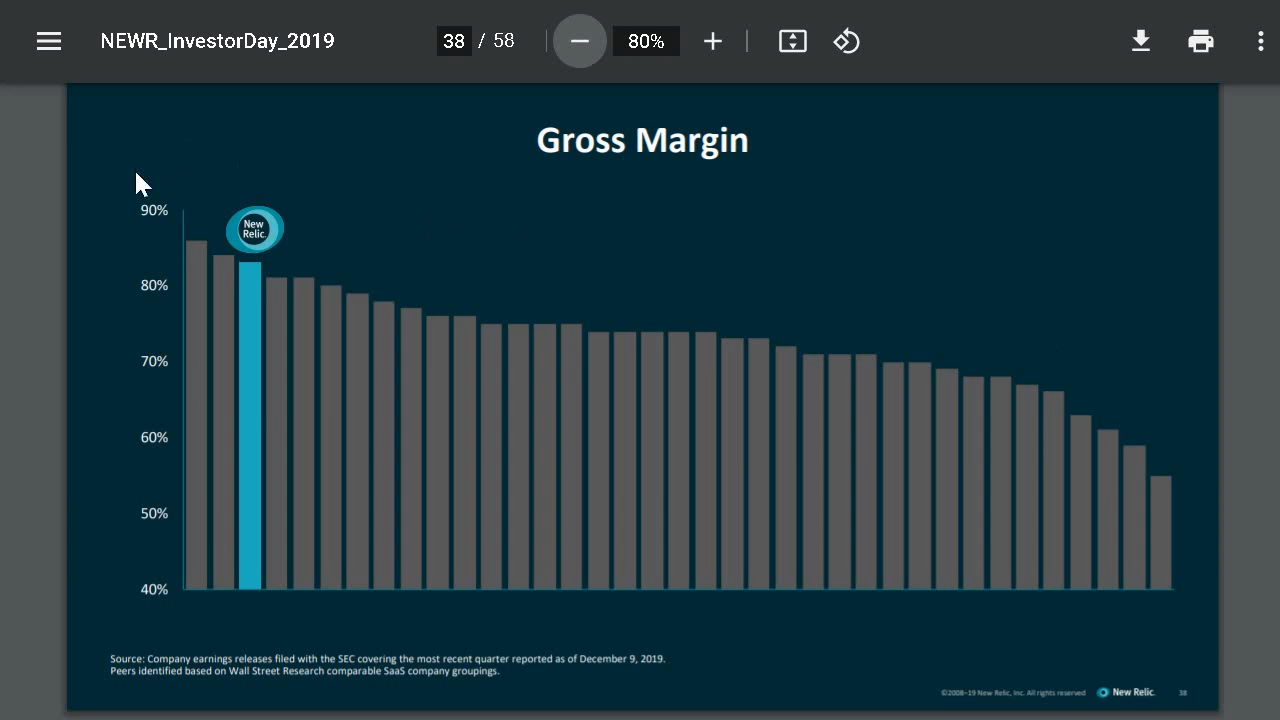 NEWR_InvestorDay_2019
38 / 58
80%
Gross Margin
90%
New
Relic.
80%
70%
60%
50%
40%
Source: Company earnings releases filed with the SEC covering the most recent quarter reported as of December 9, 2019.
Peers identified based on Wall Street Research comparable SaaS company groupings.
©2008–19 New Relic, Inc. All rights reserved New Relic. 38